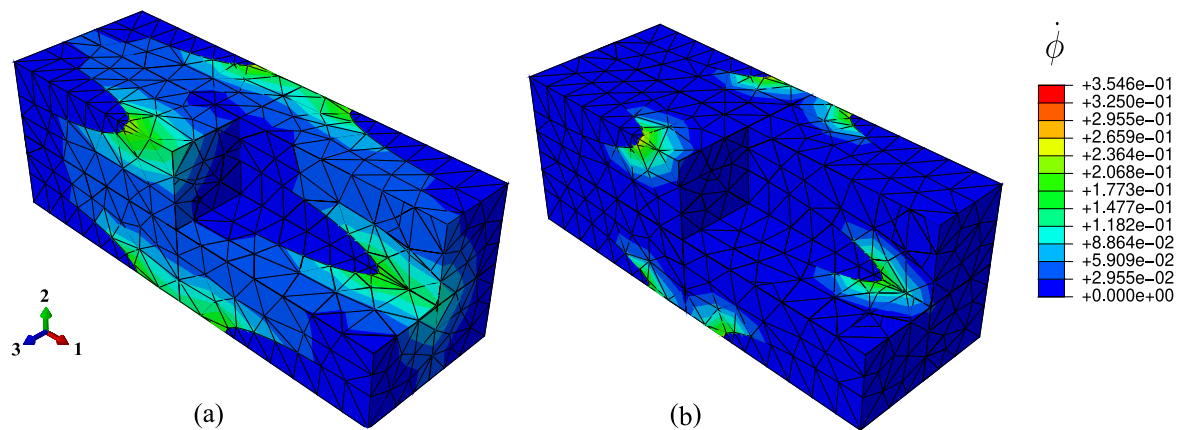 ϕ̇
+3.546e-01
+3.250e-01
+2.955e-01
+2.659e-01
+2.364e-01
+2.068e-01
+1.773e-01
+1.477e-01
+1.182e-01
+8.864e-02
+5.909e-02
+2.955e-02
+0.000e+00
2
3
1
(a)
(b)